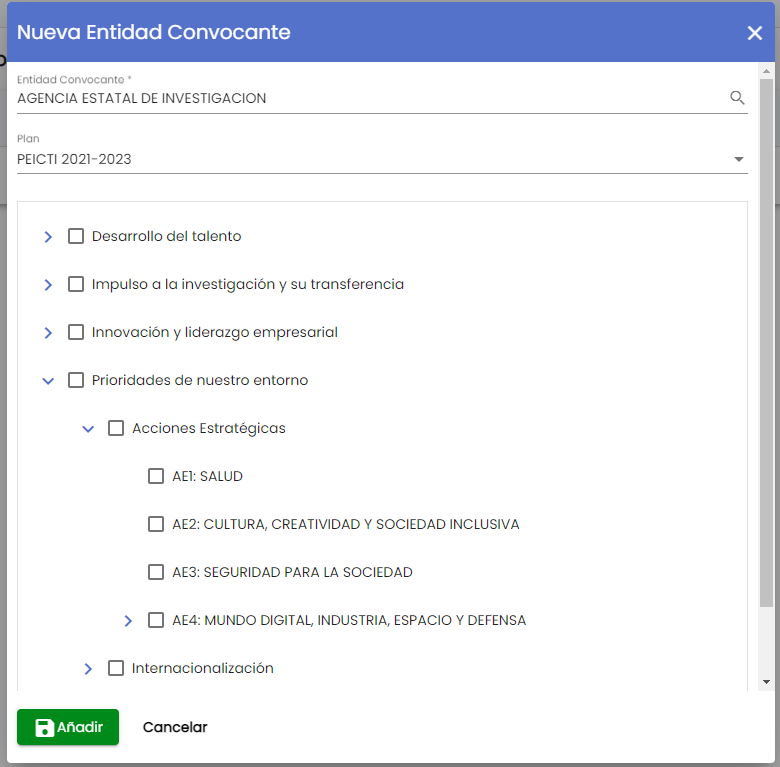 Nueva Entidad Convocante
Entidad Convocante *
AGENCIA ESTATAL DE INVESTIGACION
Plan
PEICTI 2021-2023
Desarrollo del talento
Impulso a la investigación y su transferencia
Innovación y liderazgo empresarial
Prioridades de nuestro entorno
Acciones Estratégicas
AE1: SALUD
AE2: CULTURA, CREATIVIDAD Y SOCIEDAD INCLUSIVA
AE3: SEGURIDAD PARA LA SOCIEDAD
AE4: MUNDO DIGITAL, INDUSTRIA, ESPACIO Y DEFENSA
Internacionalización
Añadir Cancelar